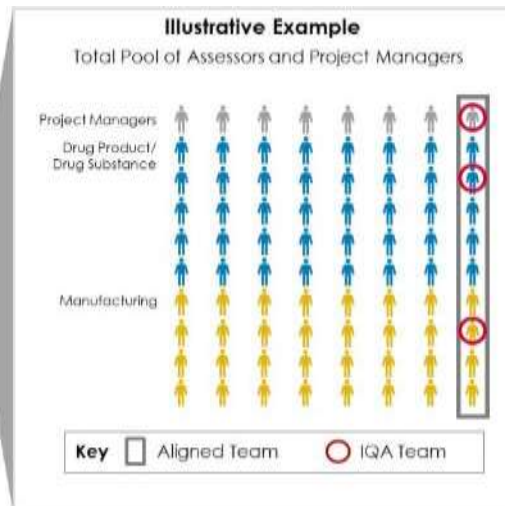 Illustrative Example
Total Pool of Assessors and Project Managers
Project Managers
Drug Product/
Drug Substance
Manufacturing
Key Aligned Team IQA Team